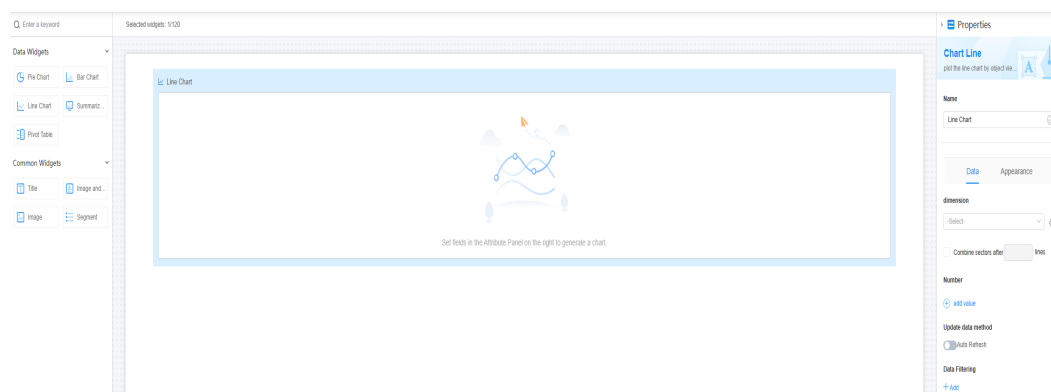 Enter a keyword
Selected widgets: 1/120
Properties
Data Widgets
Pie Chart
Bar Chart
Line Chart
Summariz...
Pivot Table
Common Widgets
Title
Image and...
Image
Segment
Line Chart
Set fields in the Attribute Panel on the right to generate a chart.
Chart Line
plot the line chart by object vie...
A
Name
Line Chart
Data
Appearance
dimension
-Select-
Combine sectors after
lines
Number
add value
Update data method
Auto Refresh
Data Filtering
+ Add